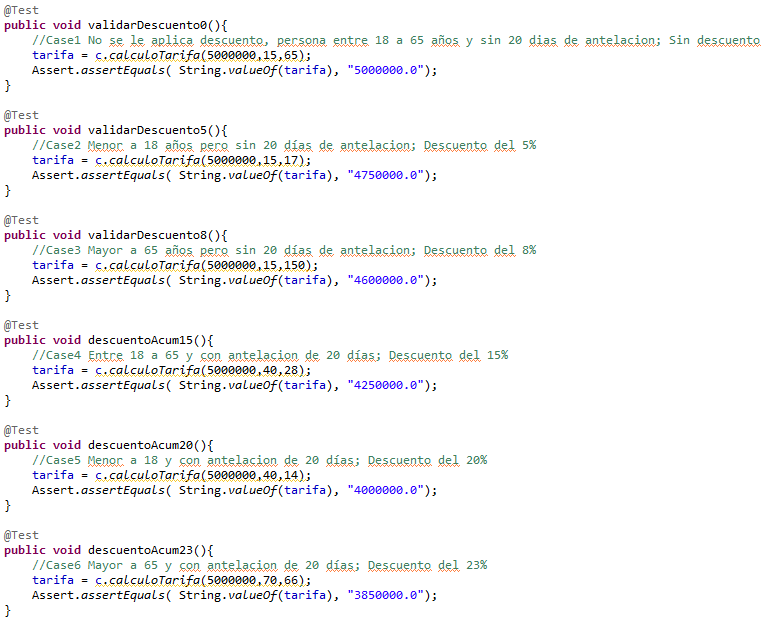 @Test
public void validarDescuento0(){
//Case1 No se le aplica descuento, persona entre 18 a 65 años y sin 20 dias de antelacion; Sin descuento
tarifa = c.calculoTarifa(5000000,15,65);
Assert.assertEquals( String.valueOf(tarifa), "5000000.0");
}
@Test
public void validarDescuento5(){
//Case2 Menor a 18 años pero sin 20 días de antelacion; Descuento del 5%
tarifa = c.calculoTarifa(5000000,15,17);
Assert.assertEquals( String.valueOf(tarifa), "4750000.0");
}
@Test
public void validarDescuento8(){
//Case3 Mayor a 65 años pero sin 20 días de antelacion; Descuento del 8%
tarifa = c.calculoTarifa(5000000,15,150);
Assert.assertEquals( String.valueOf(tarifa), "4600000.0");
}
@Test
public void descuentoAcum15(){
//Case4 Entre 18 a 65 y con antelacion de 20 días; Descuento del 15%
tarifa = c.calculoTarifa(5000000,40,28);
Assert.assertEquals( String.valueOf(tarifa), "4250000.0");
}
@Test
public void descuentoAcum20(){
//Case5 Menor a 18 y con antelacion de 20 días; Descuento del 20%
tarifa = c.calculoTarifa(5000000,40,14);
Assert.assertEquals( String.valueOf(tarifa), "4000000.0");
}
@Test
public void descuentoAcum23(){
//Case6 Mayor a 65 y con antelacion de 20 días; Descuento del 23%
tarifa = c.calculoTarifa(5000000,70,66);
Assert.assertEquals( String.valueOf(tarifa), "3850000.0");
}